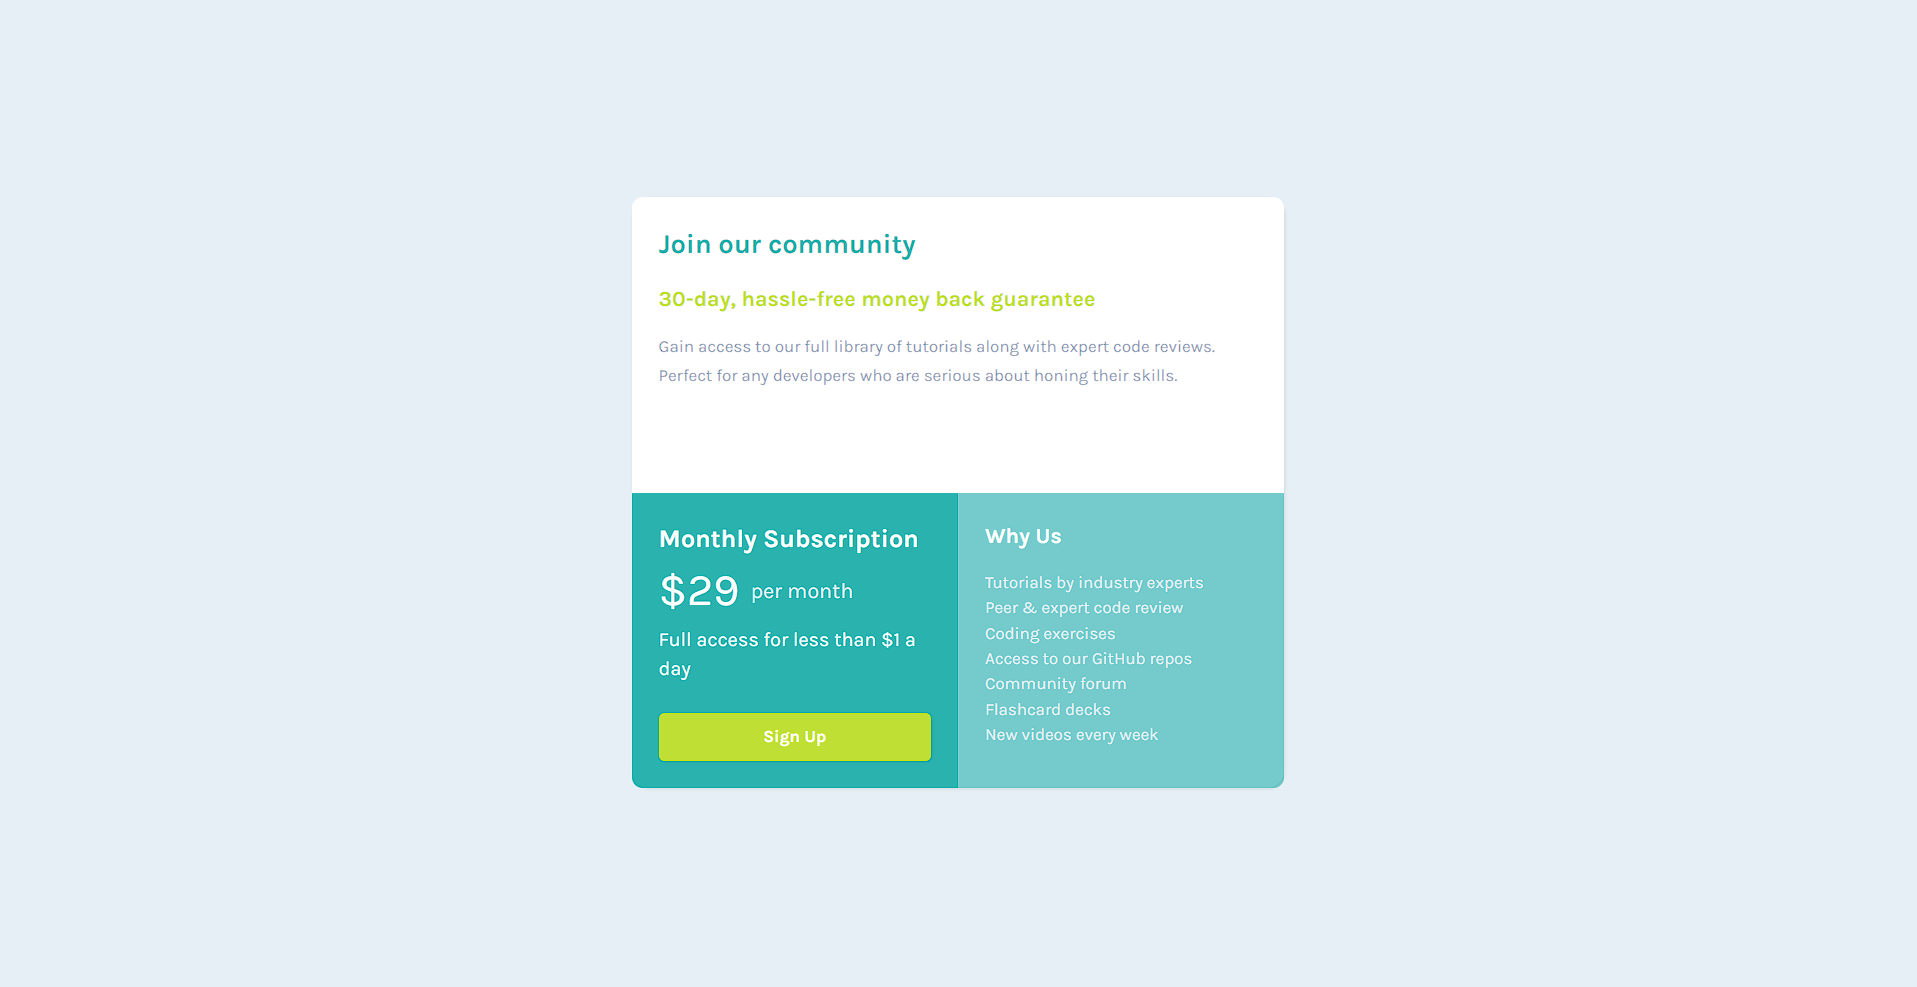 Join our community
30-day, hassle-free money back guarantee
Gain access to our full library of tutorials along with expert code reviews.
Perfect for any developers who are serious about honing their skills.
Monthly Subscription
$29 per month
Full access for less than $1 a
day
Sign Up
Why Us
Tutorials by industry experts
Peer & expert code review
Coding exercises
Access to our GitHub repos
Community forum
Flashcard decks
New videos every week